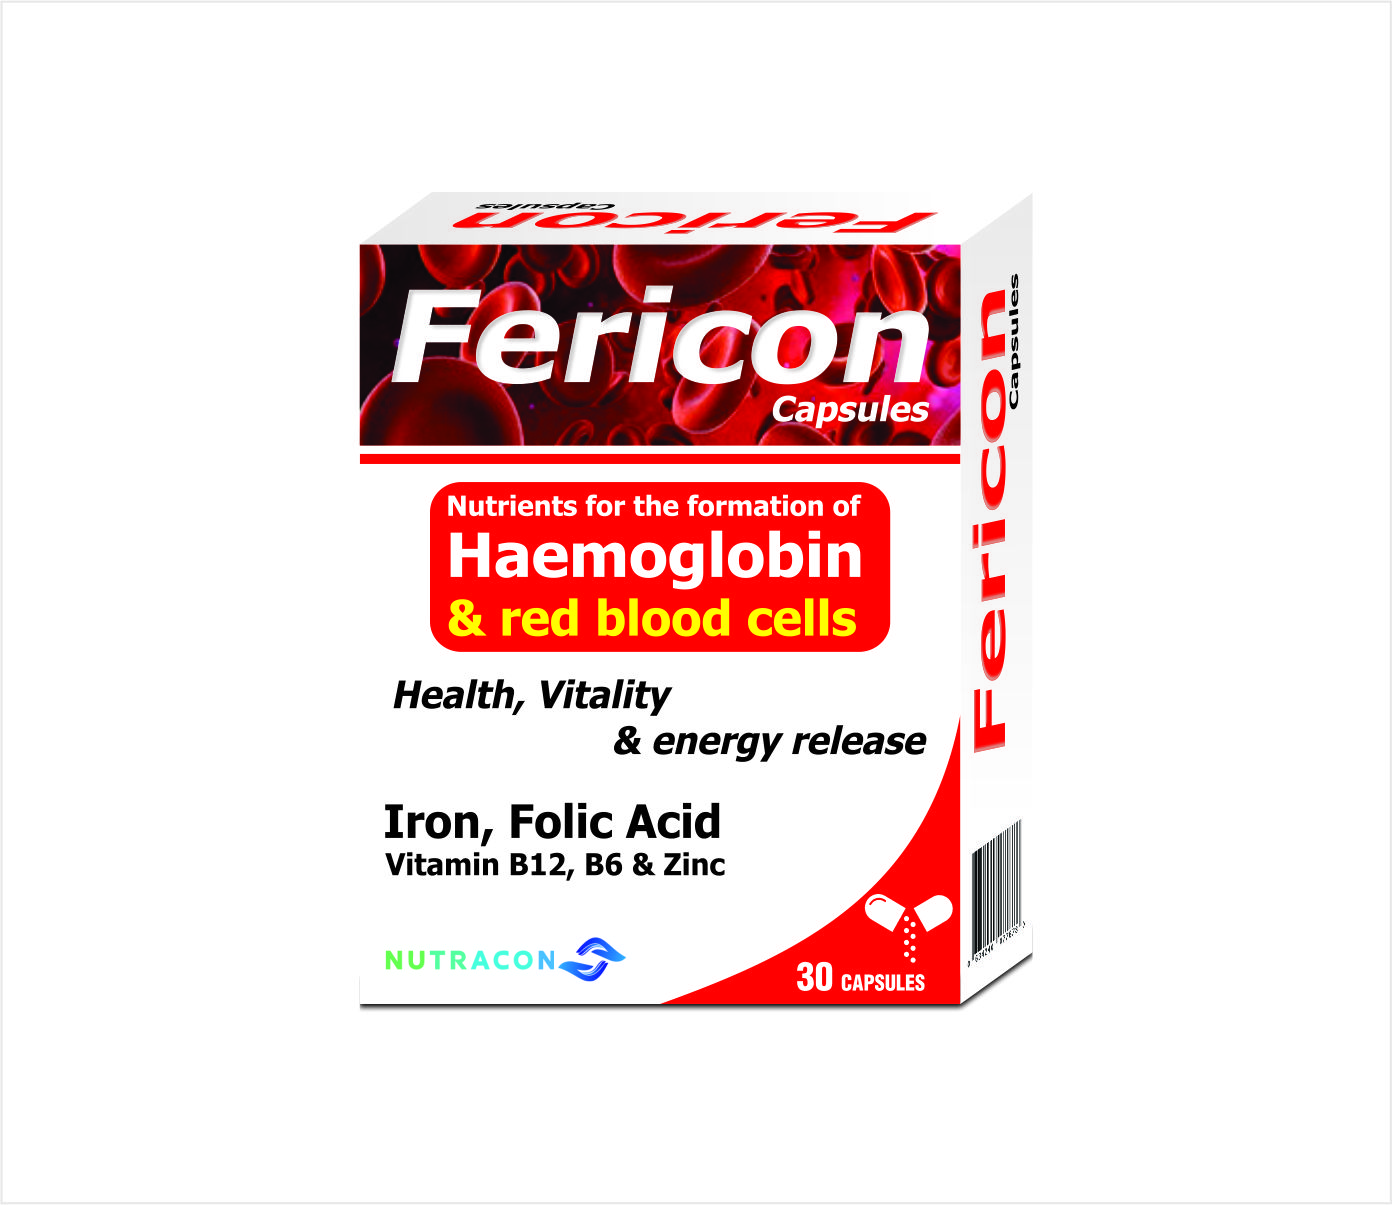 Fericon
Capsules
Fericon
Capsules
Nutrients for the formation of
Haemoglobin
& red blood cells
Health, Vitality
& energy release
Iron, Folic Acid
Vitamin B12, B6 & Zinc
NUTRACON
30 CAPSULES
Fericon
Capsules